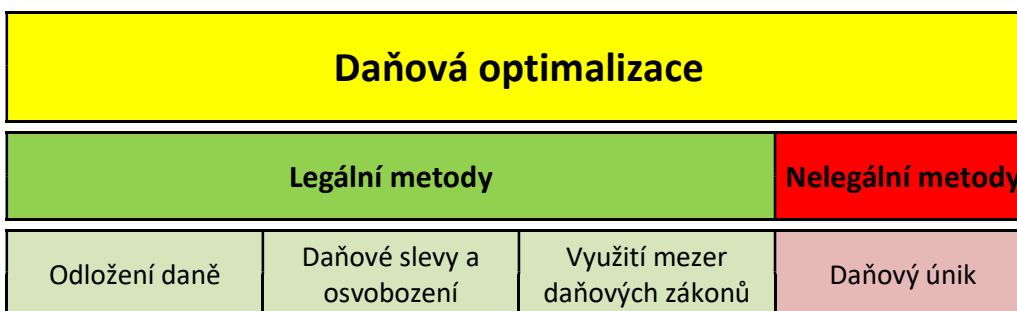 Daňová optimalizace
Legální metody
Nelegální metody
Odložení daně
Daňové slevy a
osvobození
Využití mezer
daňových zákonů
Daňový únik